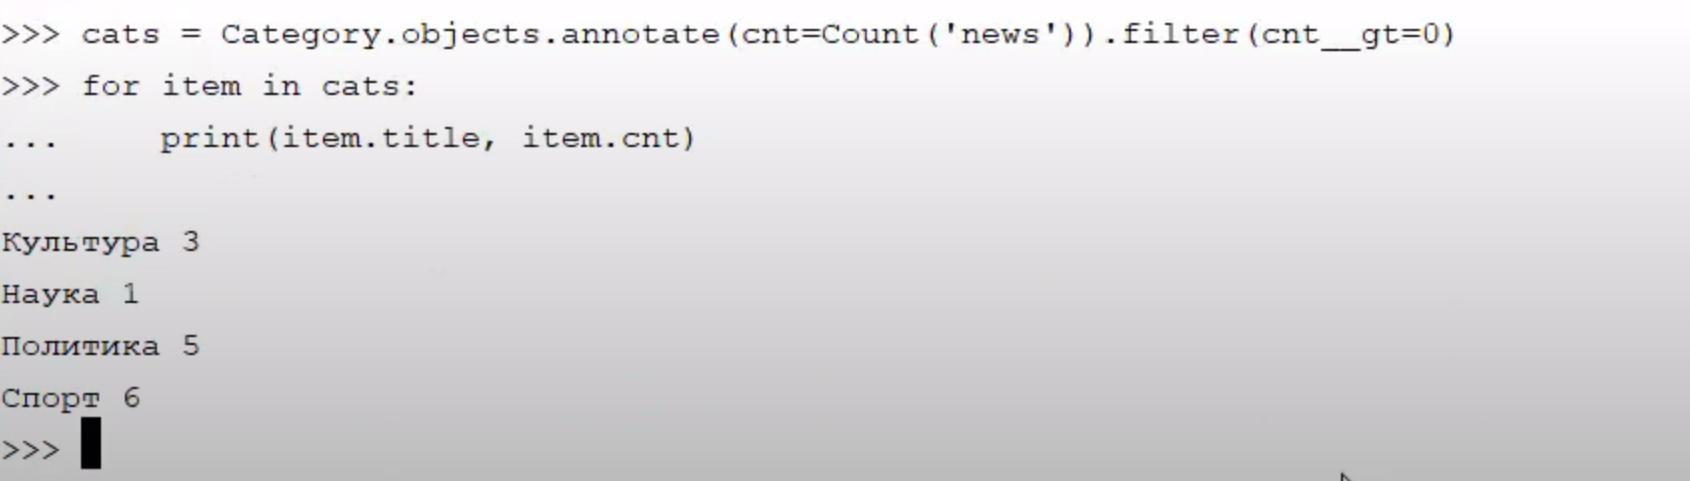 >>> cats = Category.objects.annotate(cnt=Count('news')).filter(cnt__gt=0)
>>> for item in cats:
...     print(item.title, item.cnt)
...
Культура 3
Наука 1
Политика 5
Спорт 6
>>>